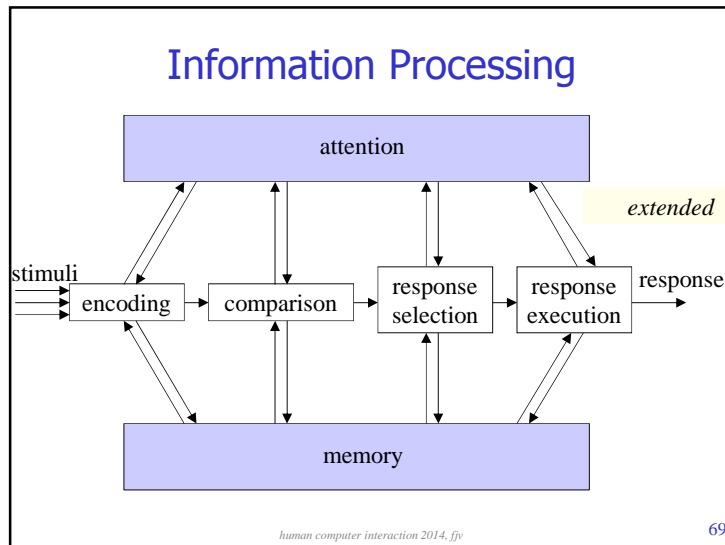 Information Processing
attention
extended
stimuli
encoding
comparison
response
selection
response
execution
response
memory
human computer interaction 2014, fjv
69